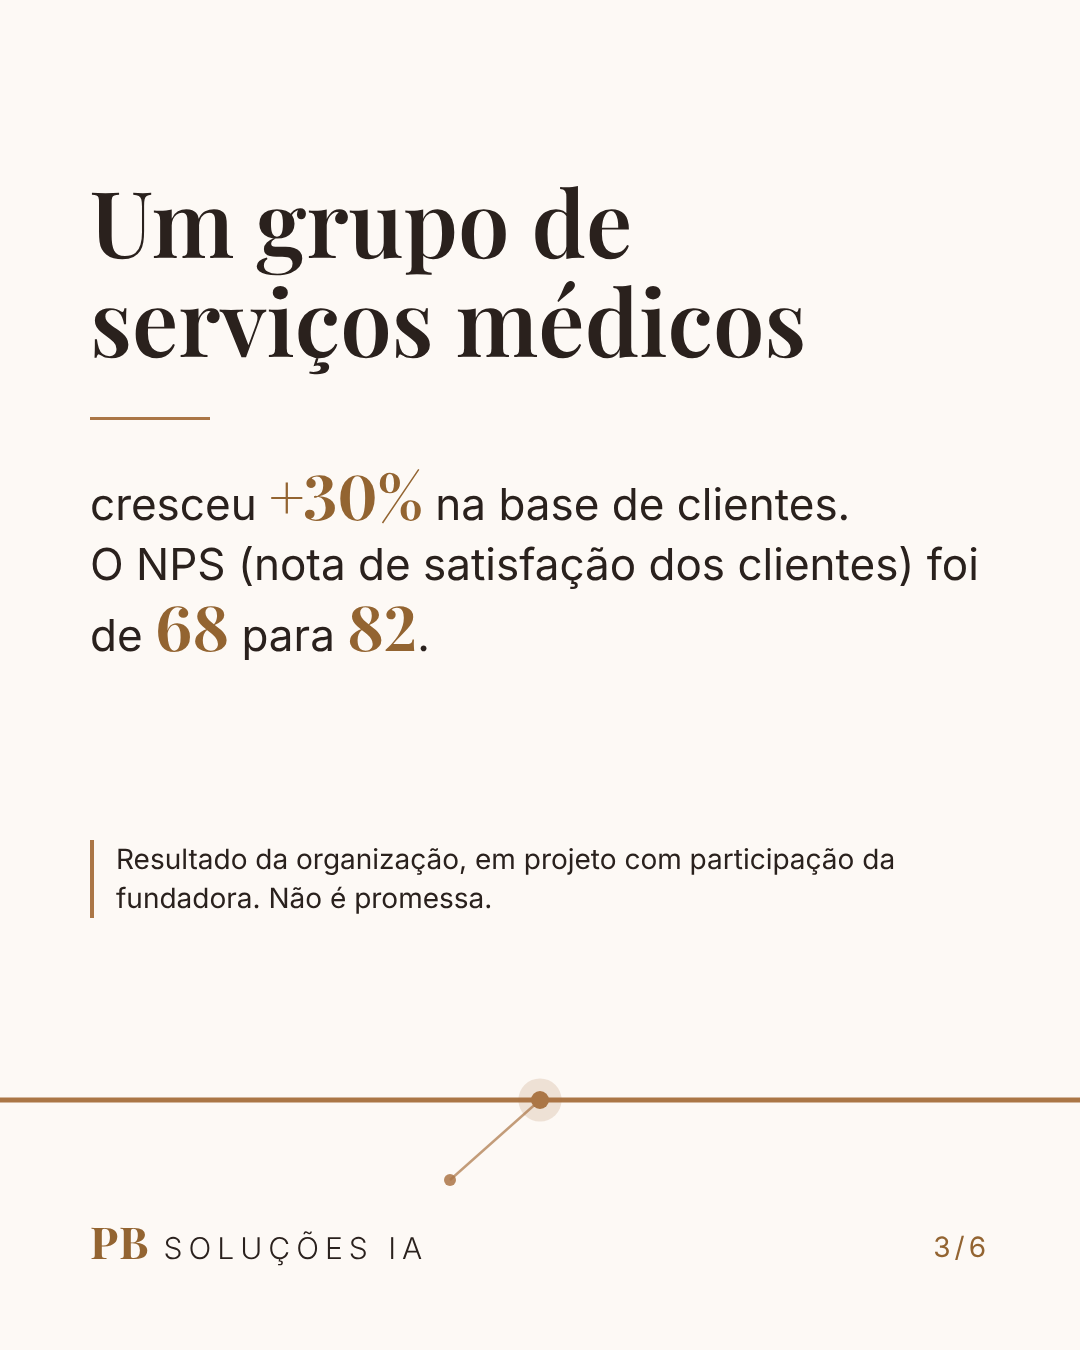 Um grupo de
serviços médicos
cresceu +30% na base de clientes.
O NPS (nota de satisfação dos clientes) foi
de 68 para 82.
Resultado da organização, em projeto com participação da
fundadora. Não é promessa.
PB SOLUÇÕES IA
3/6